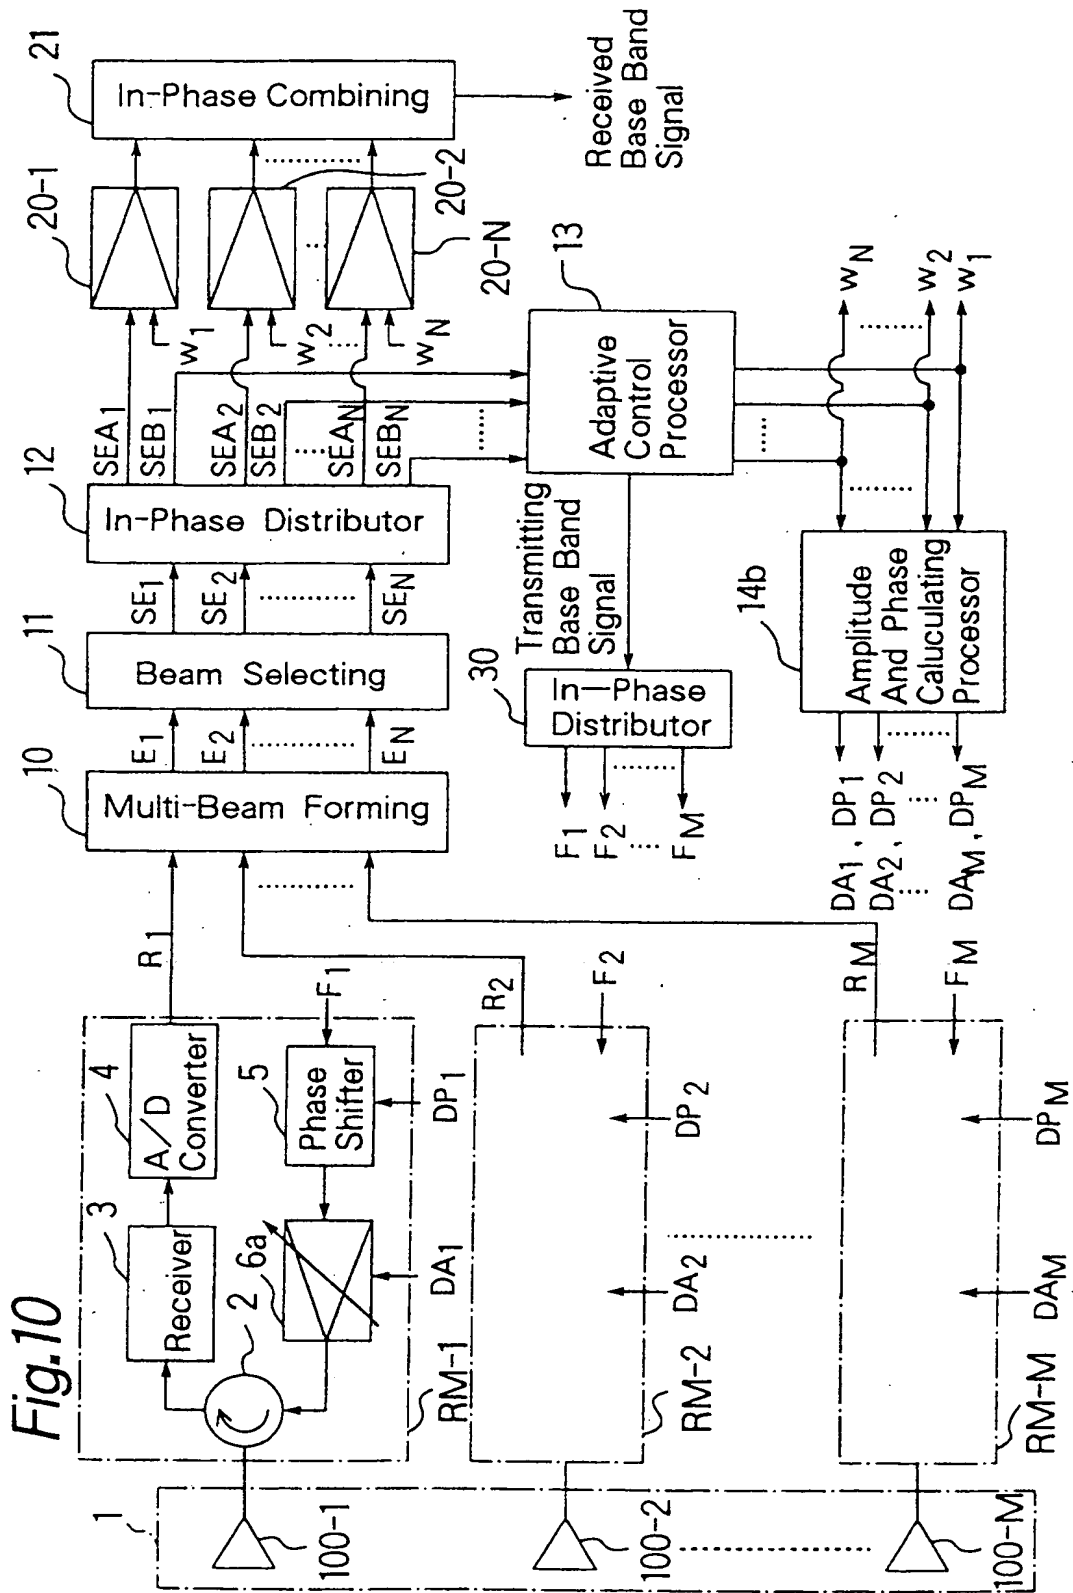 Fig.10
1
100-1
100-2
100-M
2
3
Receiver
4
A/D
Converter
5
Phase
Shifter
6a
F1
DP1
DA1
RM-1
R1
R2
F2
DP2
DA2
RM-2
RM
FM
DPM
DAM
RM-M
10
Multi-Beam Forming
E1
E2
EN
11
Beam Selecting
SE1
SE2
SEN
12
In-Phase Distributor
SEA1
SEB1
SEA2
SEB2
SEAN
SEBN
W1
W2
WN
20-1
20-2
20-N
21
In-Phase Combining
Received
Base Band
Signal
13
Adaptive
Control
Processor
Transmitting
Base Band
Signal
30
In-Phase
Distributor
F1
F2
FM
14b
Amplitude
And Phase
Caluculating
Processor
WN
W2
W1
DA1, DP1
DA2, DP2
DAM, DPM